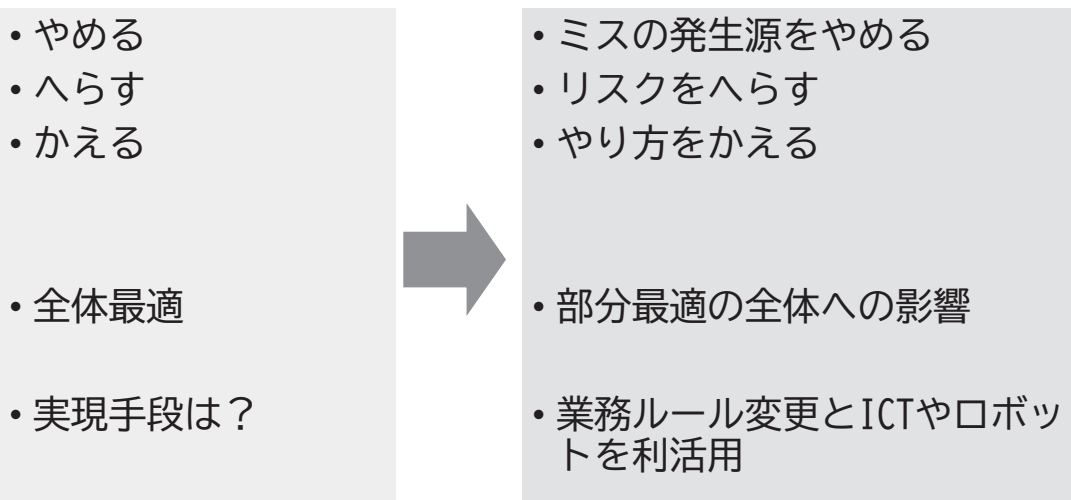 ・やめる
・へらす
・かえる
・全体最適
・実現手段は？
・ミスの発生源をやめる
・リスクをへらす
・やり方をかえる
・部分最適の全体への影響
・業務ルール変更とICTやロボッ
トを利活用